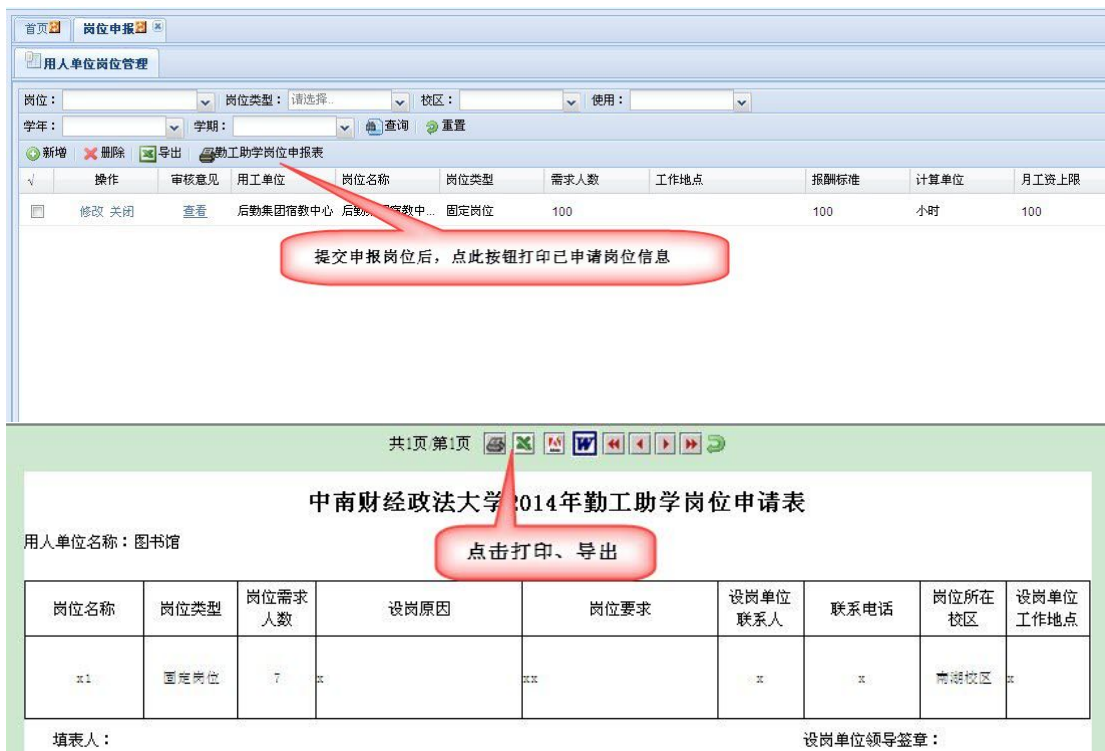 首页 岗位申报
用人单位岗位管理
岗位： 岗位类型： 请选择.. 校区： 使用：
学年： 学期： 查询 重置
新增 删除 导出 勤工助学岗位申报表
√ 操作 审核意见 用工单位 岗位名称 岗位类型 需求人数 工作地点 报酬标准 计算单位 月工资上限
修改 关闭 查看 后勤集团宿教中心 后勤 宿教中... 固定岗位 100 100 小时 100
提交申报岗位后，点此按钮打印已申请岗位信息
共1页 第1页
中南财经政法大学2014年勤工助学岗位申请表
用人单位名称：图书馆
点击打印、导出
岗位名称 岗位类型 岗位需求人数 设岗原因 岗位要求 设岗单位联系人 联系电话 岗位所在校区 设岗单位工作地点
x1 固定岗位 7 x xx x x 南湖校区 x
填表人： 设岗单位领导签章：